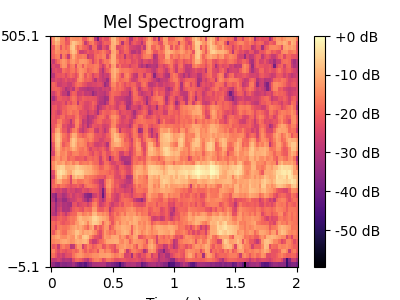 Mel Spectrogram
505.1
−5.1
0 0.5 1 1.5 2
+0 dB
-10 dB
-20 dB
-30 dB
-40 dB
-50 dB